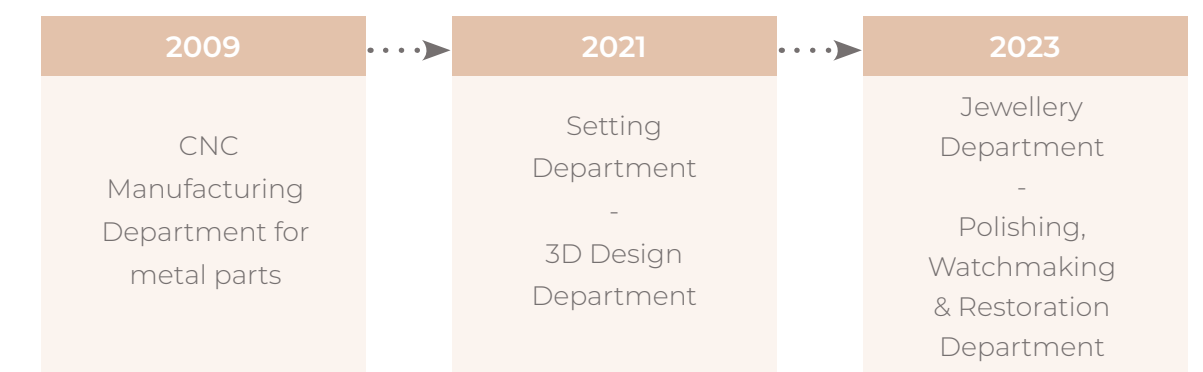 2009
CNC
Manufacturing
Department for
metal parts
2021
Setting
Department
-
3D Design
Department
2023
Jewellery
Department
-
Polishing,
Watchmaking
& Restoration
Department